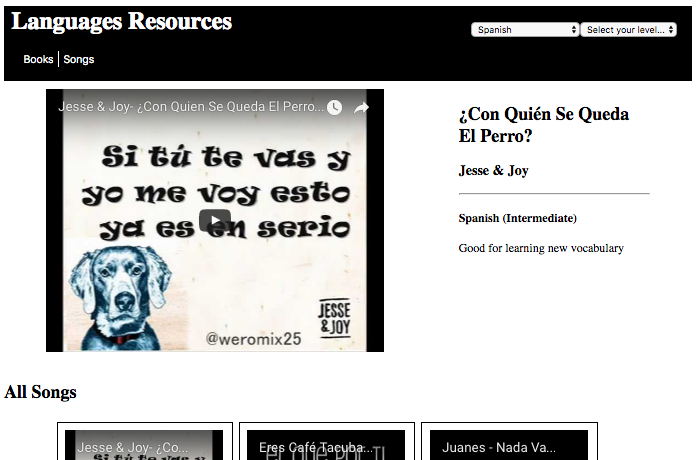 Languages Resources
Spanish
Select your level...
Books
Songs
Jesse & Joy- ¿Con Quien Se Queda El Perro...
Si tú te vas y
yo me voy esto
ya es en serio
JESSE
&JOY
@weromix25
¿Con Quién Se Queda
El Perro?
Jesse & Joy
Spanish (Intermediate)
Good for learning new vocabulary
All Songs
Jesse & Joy- ¿Co...
Eres Café Tacuba...
Juanes - Nada Va...